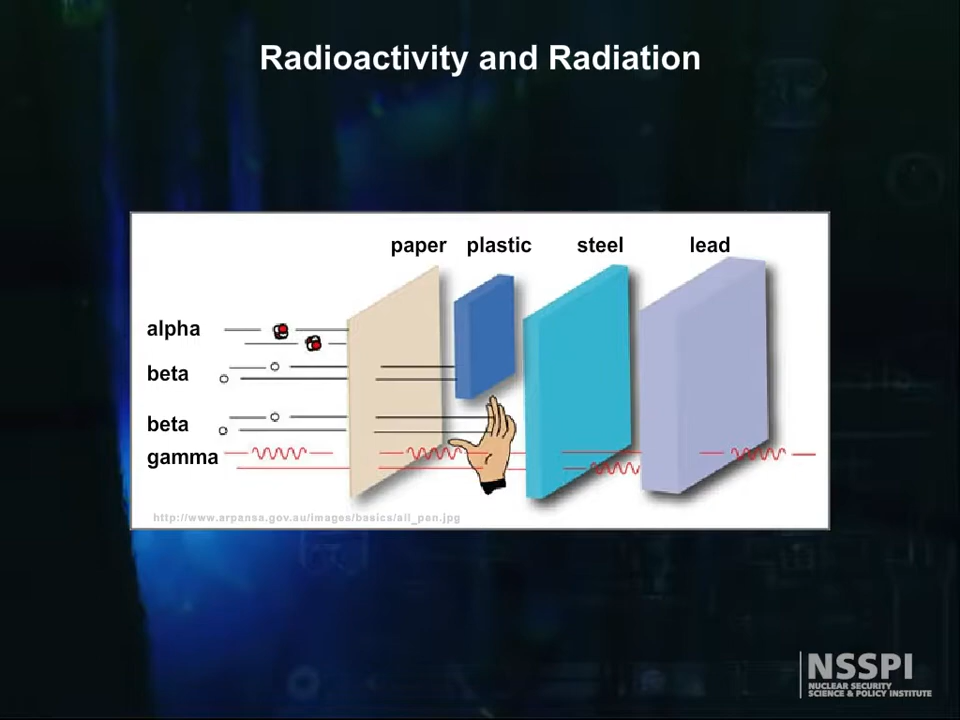 Radioactivity and Radiation
paper plastic steel lead
alpha
beta
beta
gamma
http://www.arpansa.gov.au/images/basics/all_pen.jpg
NSSPI
NUCLEAR SECURITY
SCIENCE & POLICY INSTITUTE